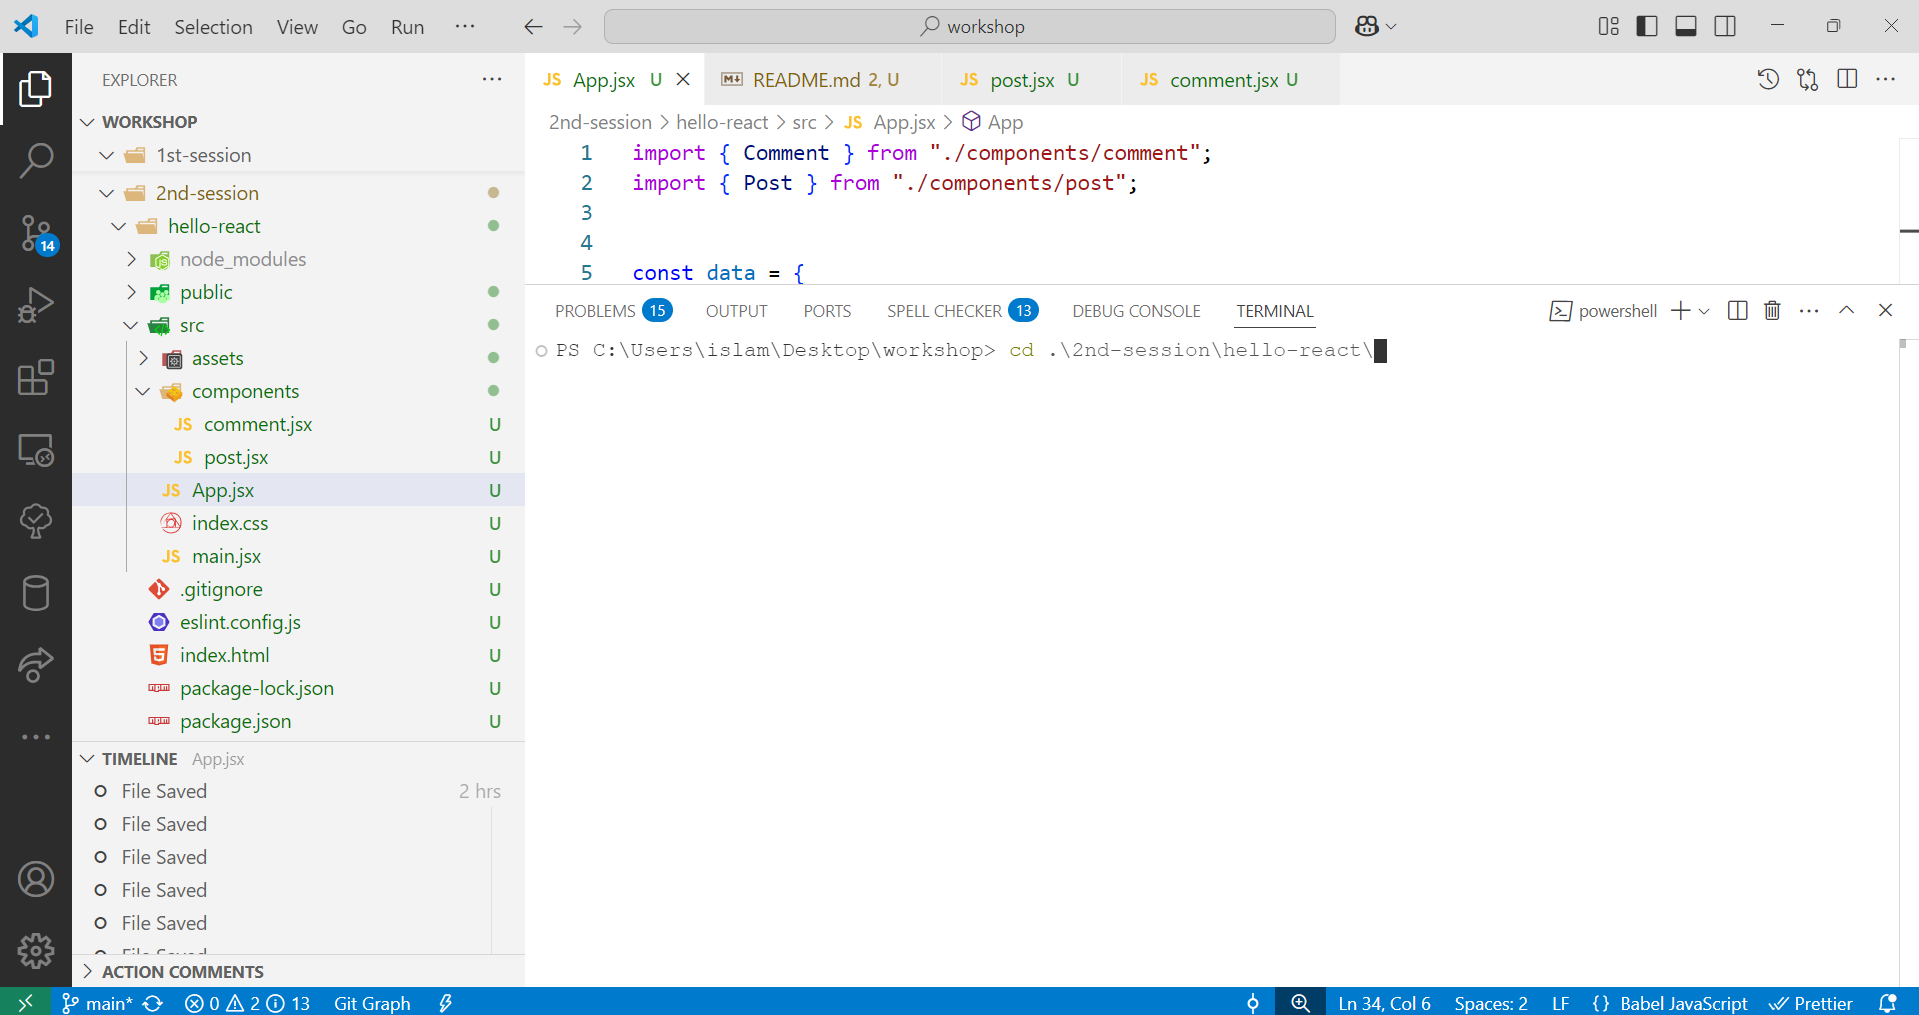 File Edit Selection View Go Run ··· workshop
EXPLORER ···
WORKSHOP
1st-session
2nd-session
hello-react
node_modules
public
src
assets
components
JS comment.jsx U
JS post.jsx U
JS App.jsx U
index.css U
JS main.jsx U
.gitignore U
eslint.config.js U
index.html U
package-lock.json U
package.json U
TIMELINE App.jsx
File Saved 2 hrs
File Saved
File Saved
File Saved
File Saved
File Saved
ACTION COMMENTS
14
JS App.jsx U README.md 2, U JS post.jsx U JS comment.jsx U
2nd-session > hello-react > src > JS App.jsx > App
1 import { Comment } from "./components/comment";
2 import { Post } from "./components/post";
3
4
5 const data = {
PROBLEMS 15 OUTPUT PORTS SPELL CHECKER 13 DEBUG CONSOLE TERMINAL powershell
PS C:\Users\islam\Desktop\workshop> cd .\2nd-session\hello-react\
main* 0 2 13 Git Graph Ln 34, Col 6 Spaces: 2 LF {} Babel JavaScript Prettier